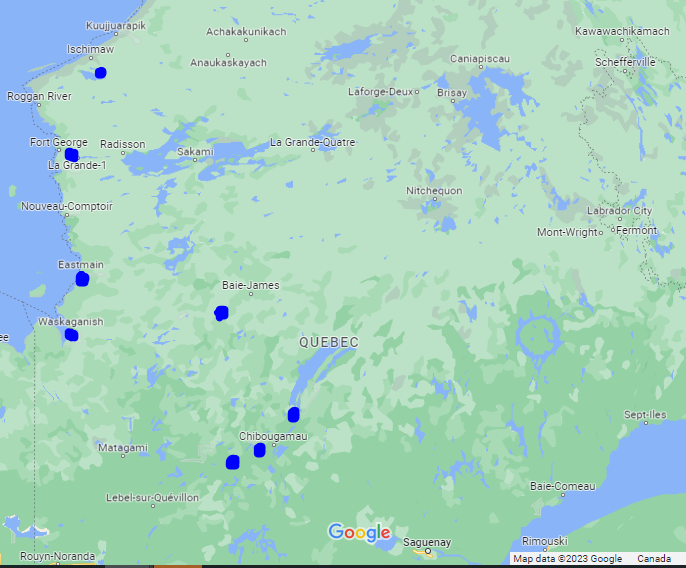 Kuujjuarapik
Achakakunikach
Kawawachikamach
Ischimaw
Anaukaskayach
Caniapiscau
Schefferville
Laforge-Deux
Brisay
Roggan River
Fort George
Radisson
La Grande-Quatre
Sakami
La Grande-1
Nitchequon
Nouveau-Comptoir
Labrador City
Mont-Wright
Fermont
Eastmain
Baie-James
Waskaganish
ee
QUEBEC
Sept-Iles
Chibougamau
Matagami
Baie-Comeau
Lebel-sur-Quévillon
Google
Saguenay
Rimouski
Rouyn-Noranda
Map data ©2023 Google Canada